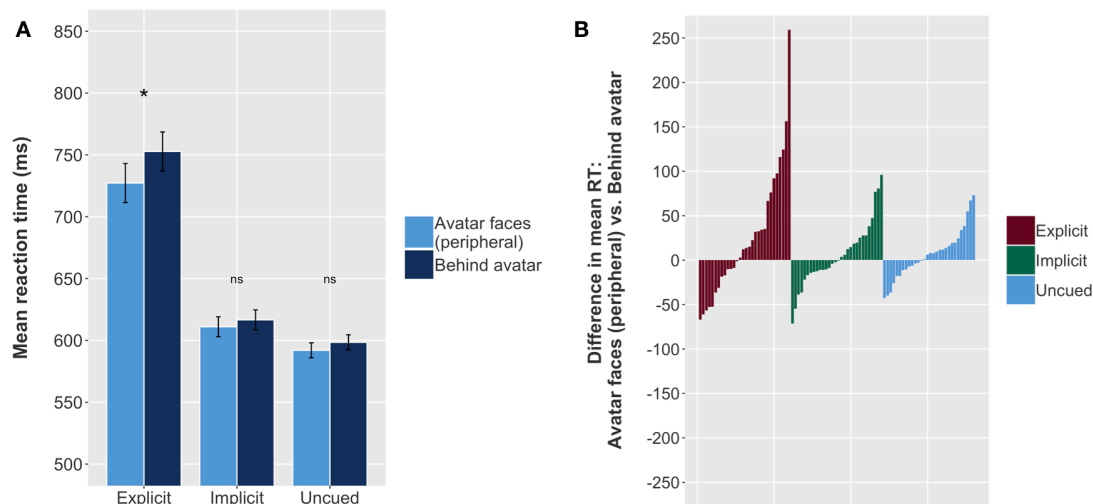 A
Mean reaction time (ms)
850
800
750
700
650
600
550
500
*
ns
ns
Explicit
Implicit
Uncued
Avatar faces
(peripheral)
Behind avatar
B
Difference in mean RT:
Avatar faces (peripheral) vs. Behind avatar
250
200
150
100
50
0
-50
-100
-150
-200
-250
Explicit
Implicit
Uncued